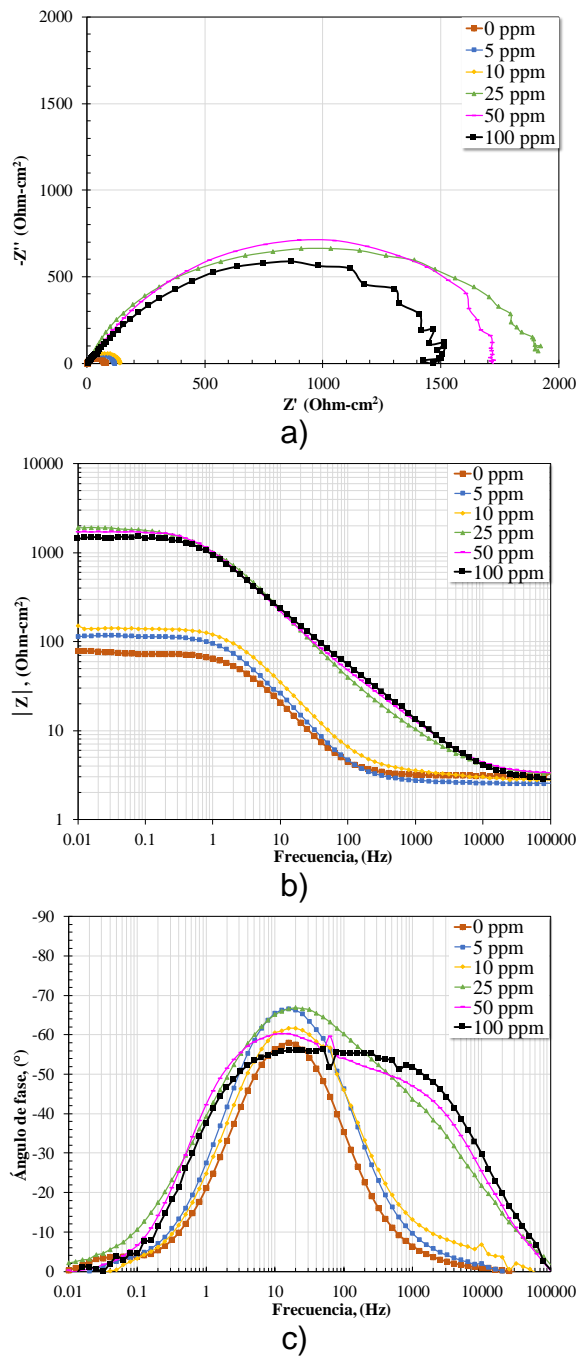 2000
1500
1000
500
0
-Z'' (Ohm-cm²)
0 ppm
5 ppm
10 ppm
25 ppm
50 ppm
100 ppm
0 500 1000 1500 2000
Z' (Ohm-cm²)
a)
10000
1000
100
10
1
|Z| , (Ohm-cm²)
0 ppm
5 ppm
10 ppm
25 ppm
50 ppm
100 ppm
0.01 0.1 1 10 100 1000 10000 100000
Frecuencia, (Hz)
b)
-90
-80
-70
-60
-50
-40
-30
-20
-10
0
Ángulo de fase, (°)
0 ppm
5 ppm
10 ppm
25 ppm
50 ppm
100 ppm
0.01 0.1 1 10 100 1000 10000 100000
Frecuencia, (Hz)
c)